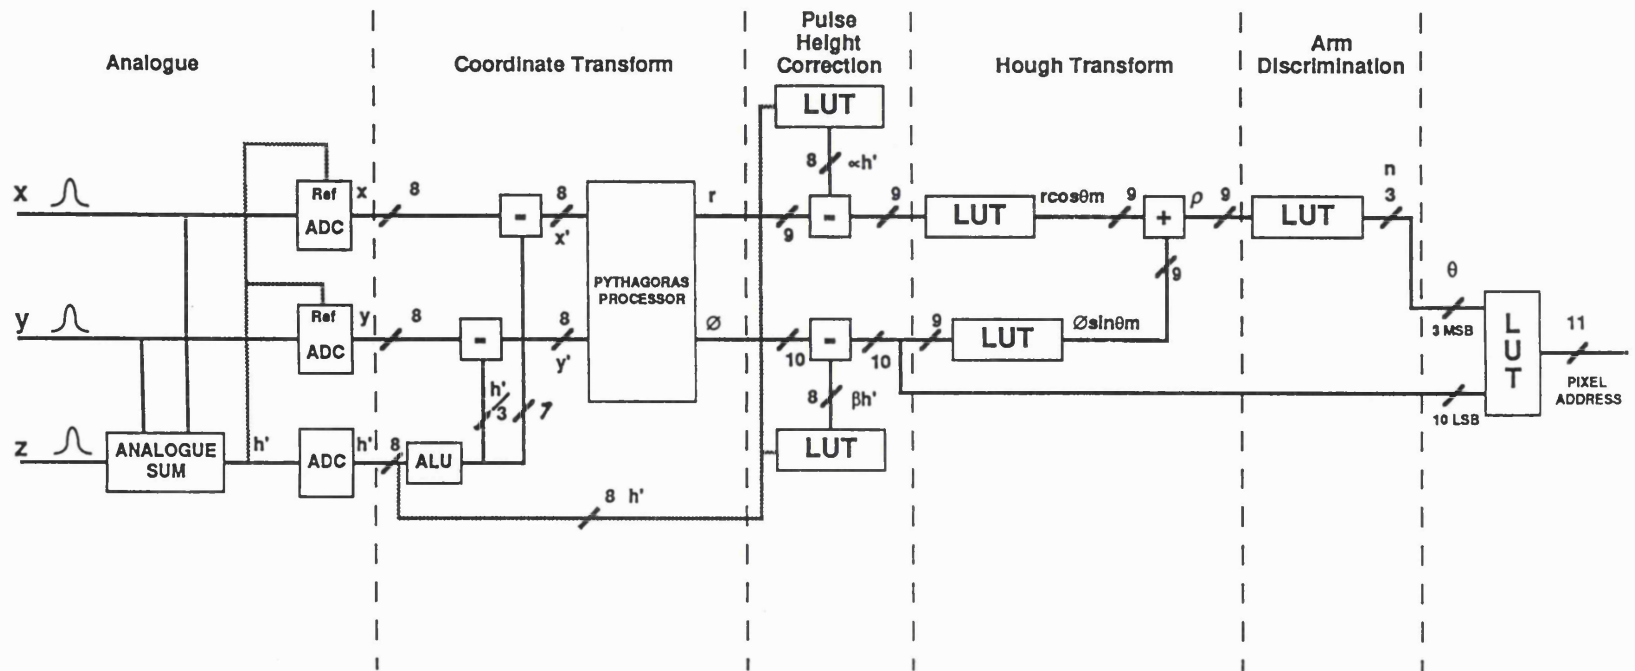 Analogue
Coordinate Transform
Pulse
Height
Correction
Hough Transform
Arm
Discrimination
LUT
8 ∝h'
x
Ref
ADC
x
8
-
8
x'
r
9
-
9
LUT
rcosθm
9
+
ρ
9
LUT
n
3
PYTHAGORAS
PROCESSOR
9
θ
3 MSB
y
Ref
ADC
y
8
-
8
y'
Ø
10
-
10
9
LUT
Øsinθm
L
U
T
11
PIXEL
ADDRESS
h'
3
7
8
βh'
10 LSB
z
ANALOGUE
SUM
h'
ADC
h'
8
ALU
LUT
8 h'